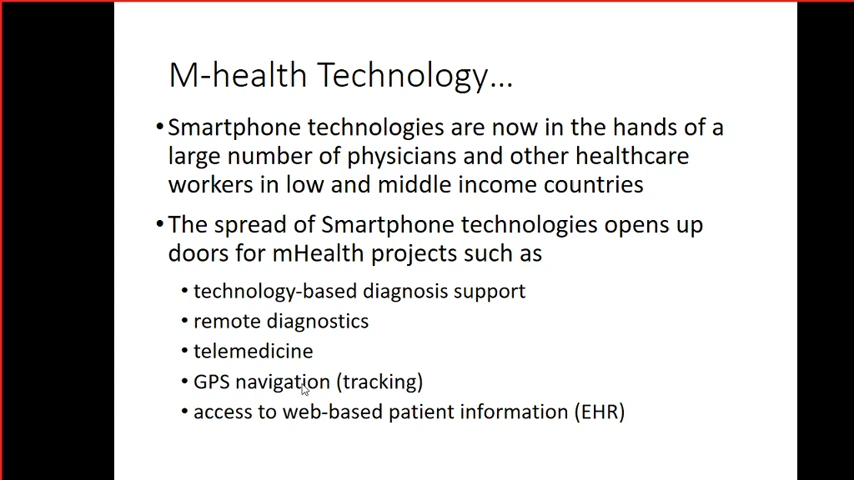 M-health Technology...
•Smartphone technologies are now in the hands of a
large number of physicians and other healthcare
workers in low and middle income countries
•The spread of Smartphone technologies opens up
doors for mHealth projects such as
• technology-based diagnosis support
• remote diagnostics
• telemedicine
• GPS navigation (tracking)
• access to web-based patient information (EHR)